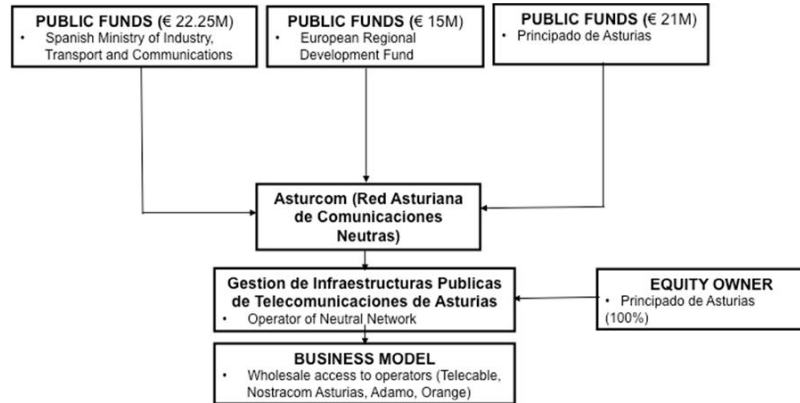 PUBLIC FUNDS (€ 22.25M)
• Spanish Ministry of Industry,
Transport and Communications
PUBLIC FUNDS (€ 15M)
• European Regional
Development Fund
PUBLIC FUNDS (€ 21M)
• Principado de Asturias
Asturcom (Red Asturiana
de Comunicaciones
Neutras)
Gestion de Infraestructuras Publicas
de Telecomunicaciones de Asturias
• Operator of Neutral Network
EQUITY OWNER
• Principado de Asturias
(100%)
BUSINESS MODEL
• Wholesale access to operators (Telecable,
Nostracom Asturias, Adamo, Orange)